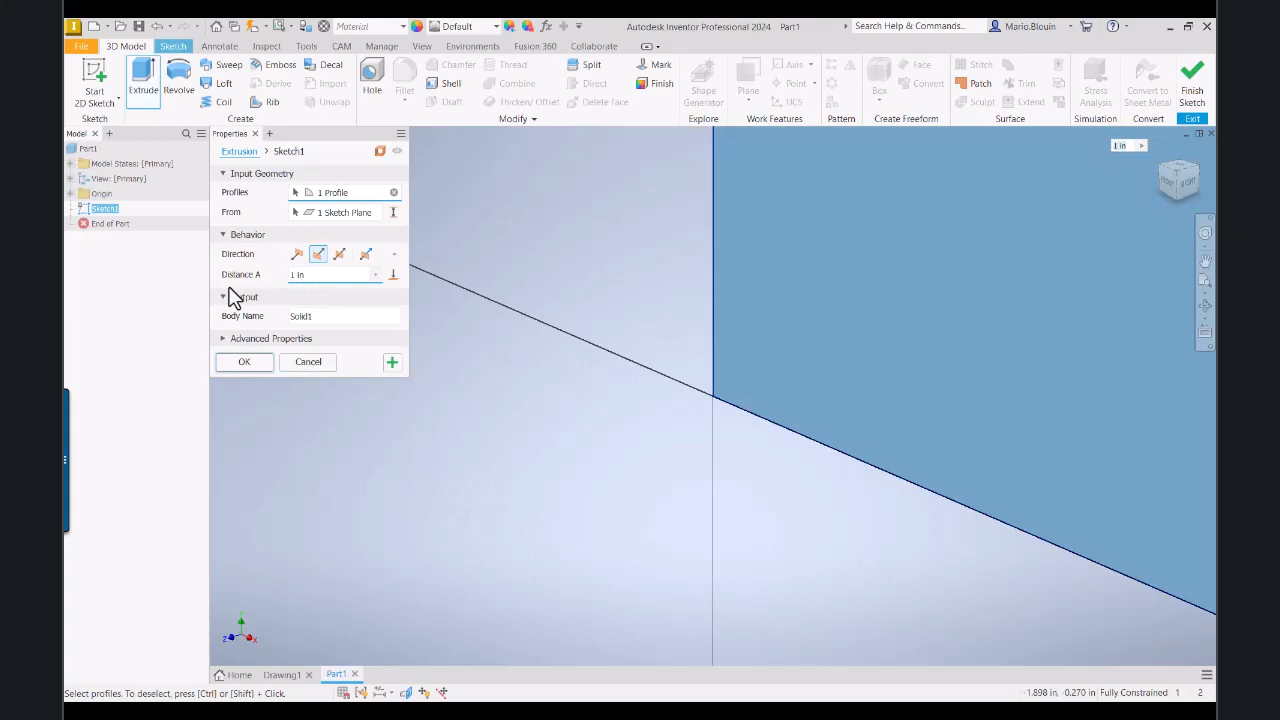 Material
Default
Autodesk Inventor Professional 2024 Part1
Search Help & Commands...
Mario.Blouin
File
3D Model
Sketch
Annotate
Inspect
Tools
CAM
Manage
View
Environments
Fusion 360
Collaborate
Start
2D Sketch
Sketch
Extrude
Revolve
Sweep
Loft
Coil
Emboss
Derive
Rib
Decal
Import
Unwrap
Create
Hole
Fillet
Chamfer
Shell
Draft
Thread
Combine
Thicken/ Offset
Split
Direct
Delete Face
Modify
Mark
Finish
Shape
Generator
Explore
Plane
Axis
Point
UCS
Work Features
Pattern
Box
Face
Convert
Create Freeform
Stitch
Patch
Sculpt
Trim
Extend
Surface
Stress
Analysis
Simulation
Convert to
Sheet Metal
Convert
Finish
Sketch
Exit
Model
Part1
Model States: [Primary]
View: [Primary]
Origin
Sketch1
End of Part
Properties
Extrusion > Sketch1
Input Geometry
Profiles 1 Profile
From 1 Sketch Plane
Behavior
Direction
Distance A 1 in
Body Name Solid1
Advanced Properties
OK
Cancel
1 in
FRONT
RIGHT
Y
Z
X
Home
Drawing1
Part1
Select profiles. To deselect, press [Ctrl] or [Shift] + Click.
-1.898 in, -0.270 in Fully Constrained 1 2